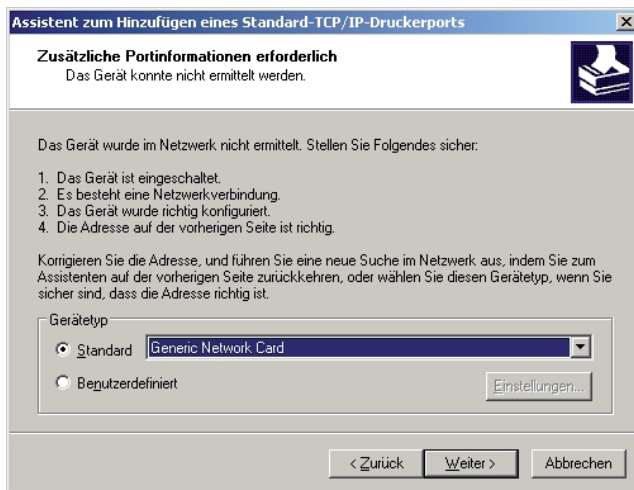 Assistent zum Hinzufügen eines Standard-TCP/IP-Druckerports
Zusätzliche Portinformationen erforderlich
Das Gerät konnte nicht ermittelt werden.
Das Gerät wurde im Netzwerk nicht ermittelt. Stellen Sie Folgendes sicher:
1. Das Gerät ist eingeschaltet.
2. Es besteht eine Netzwerkverbindung.
3. Das Gerät wurde richtig konfiguriert.
4. Die Adresse auf der vorherigen Seite ist richtig.
Korrigieren Sie die Adresse, und führen Sie eine neue Suche im Netzwerk aus, indem Sie zum
Assistenten auf der vorherigen Seite zurückkehren, oder wählen Sie diesen Gerätetyp, wenn Sie
sicher sind, dass die Adresse richtig ist.
Gerätetyp
Standard Generic Network Card
Benutzerdefiniert Einstellungen...
< Zurück Weiter > Abbrechen